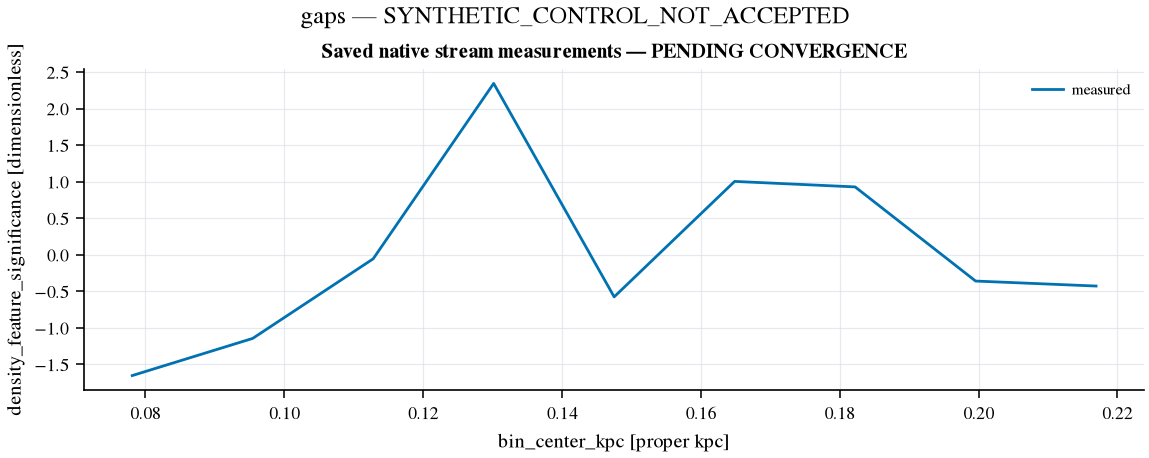 gaps — SYNTHETIC_CONTROL_NOT_ACCEPTED
Saved native stream measurements — PENDING CONVERGENCE
density_feature_significance [dimensionless]
2.5
2.0
1.5
1.0
0.5
0.0
−0.5
−1.0
−1.5
measured
0.08 0.10 0.12 0.14 0.16 0.18 0.20 0.22
bin_center_kpc [proper kpc]